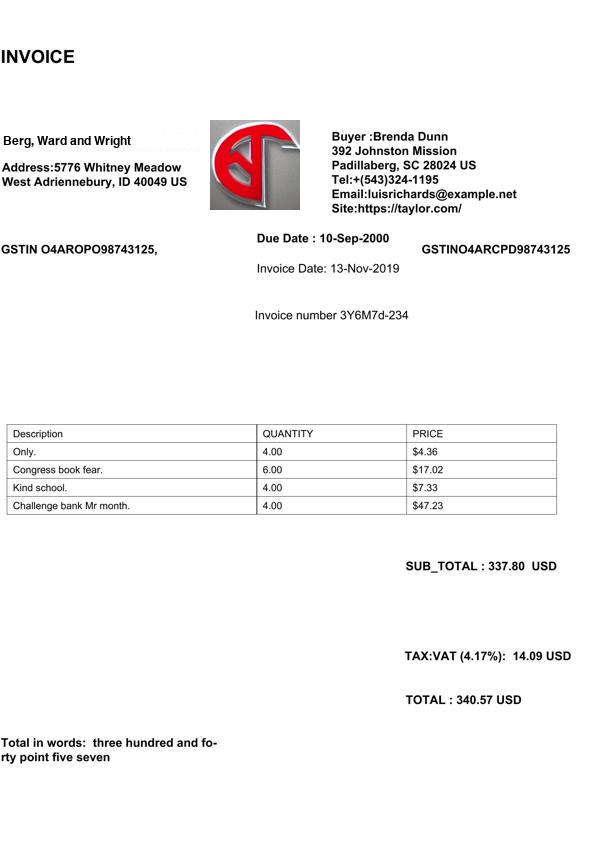 INVOICE
Berg, Ward and Wright
Address:5776 Whitney Meadow
West Adriennebury, ID 40049 US
Buyer :Brenda Dunn
392 Johnston Mission
Padillaberg, SC 28024 US
Tel:+(543)324-1195
Email:luisrichards@example.net
Site:https://taylor.com/
GSTIN O4AROPO98743125,
Due Date : 10-Sep-2000
GSTINO4ARCPD98743125
Invoice Date: 13-Nov-2019
Invoice number 3Y6M7d-234
Description QUANTITY PRICE
Only. 4.00 $4.36
Congress book fear. 6.00 $17.02
Kind school. 4.00 $7.33
Challenge bank Mr month. 4.00 $47.23
SUB_TOTAL : 337.80 USD
TAX:VAT (4.17%): 14.09 USD
TOTAL : 340.57 USD
Total in words: three hundred and fo-
rty point five seven